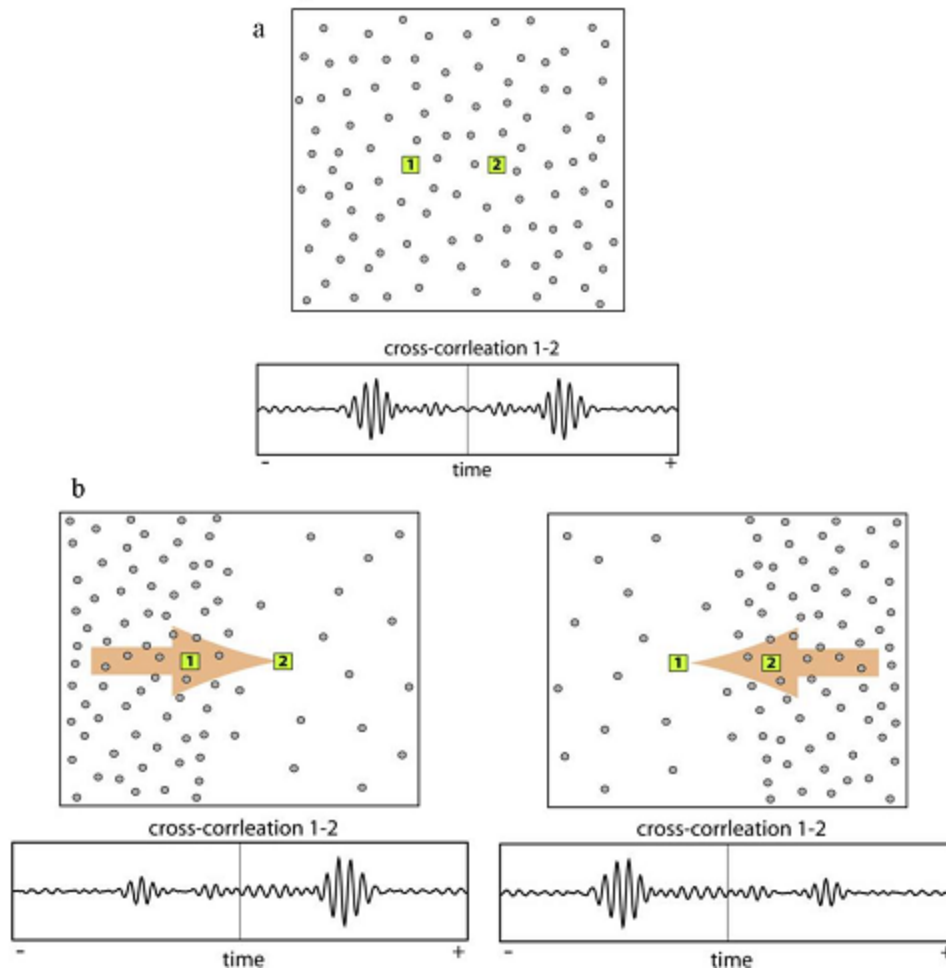 a
1 2
cross-corrleation 1-2
- time +
b
1 2
1 2
cross-corrleation 1-2
cross-corrleation 1-2
- time +
- time +